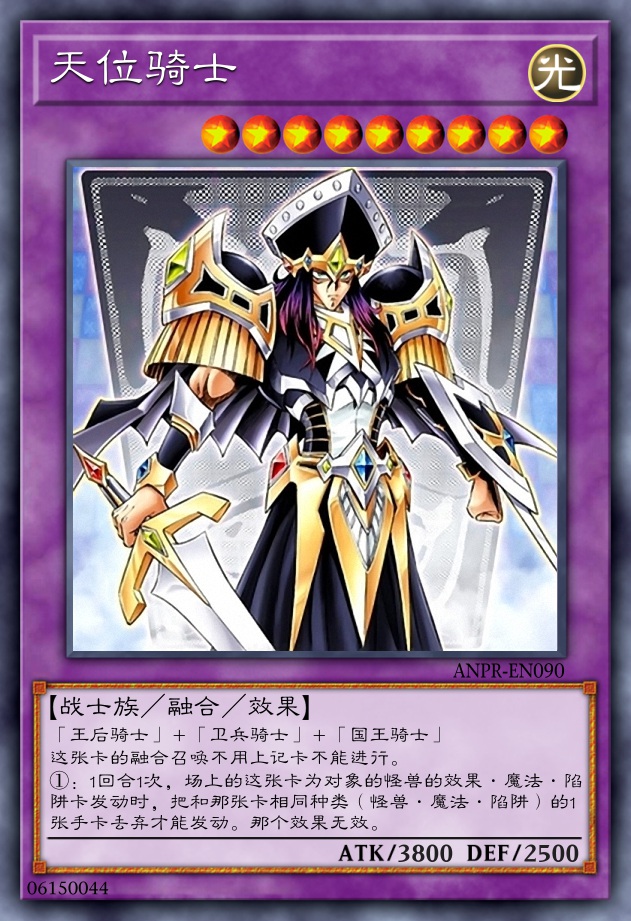 天位骑士
光
ANPR-EN090
【战士族／融合／效果】
「王后骑士」+「卫兵骑士」+「国王骑士」
这张卡的融合召唤不用上记卡不能进行。
①：1回合1次，场上的这张卡为对象的怪兽的效果·魔法·陷
阱卡发动时，把和那张卡相同种类（怪兽·魔法·陷阱）的1
张手卡丢弃才能发动。那个效果无效。
ATK/3800 DEF/2500
06150044